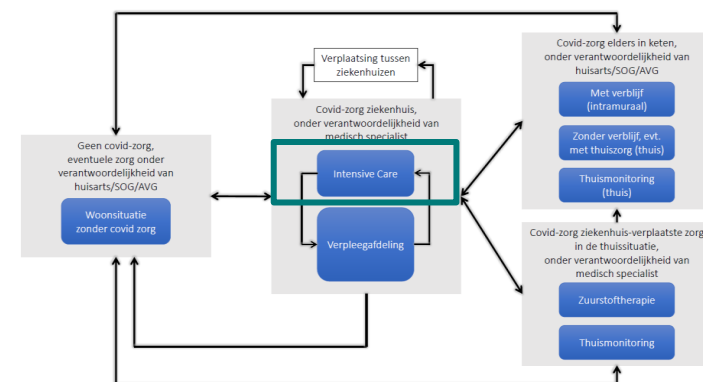 Verplaatsing tussen
ziekenhuizen
Geen covid-zorg,
eventuele zorg onder
verantwoordelijkheid van
huisarts/SOG/AVG
Woonsituatie
zonder covid zorg
Covid-zorg ziekenhuis,
onder verantwoordelijkheid van
medisch specialist
Intensive Care
Verpleegafdeling
Covid-zorg elders in keten,
onder verantwoordelijkheid van
huisarts/SOG/AVG
Met verblijf
(intramuraal)
Zonder verblijf, evt.
met thuiszorg (thuis)
Thuismonitoring
(thuis)
Covid-zorg ziekenhuis-verplaatste zorg
in de thuissituatie,
onder verantwoordelijkheid van
medisch specialist
Zuurstoftherapie
Thuismonitoring